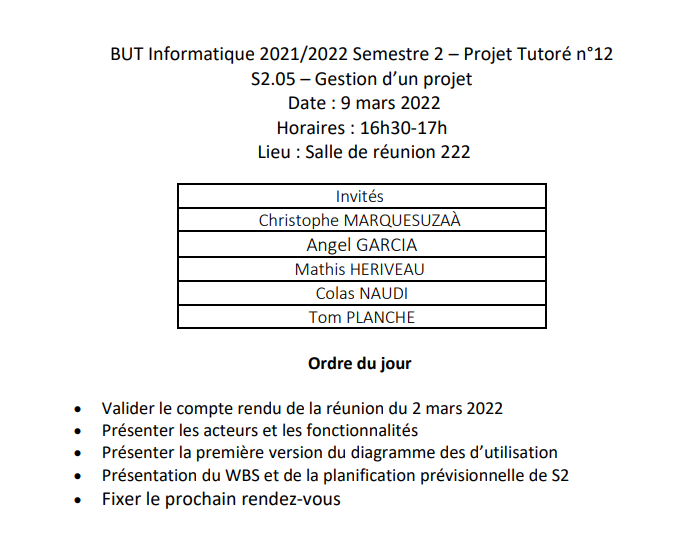 BUT Informatique 2021/2022 Semestre 2 – Projet Tutoré n°12
S2.05 – Gestion d’un projet
Date : 9 mars 2022
Horaires : 16h30-17h
Lieu : Salle de réunion 222
Invités
Christophe MARQUESUZAÀ
Angel GARCIA
Mathis HERIVEAU
Colas NAUDI
Tom PLANCHE
Ordre du jour
• Valider le compte rendu de la réunion du 2 mars 2022
• Présenter les acteurs et les fonctionnalités
• Présenter la première version du diagramme des d’utilisation
• Présentation du WBS et de la planification prévisionnelle de S2
• Fixer le prochain rendez-vous